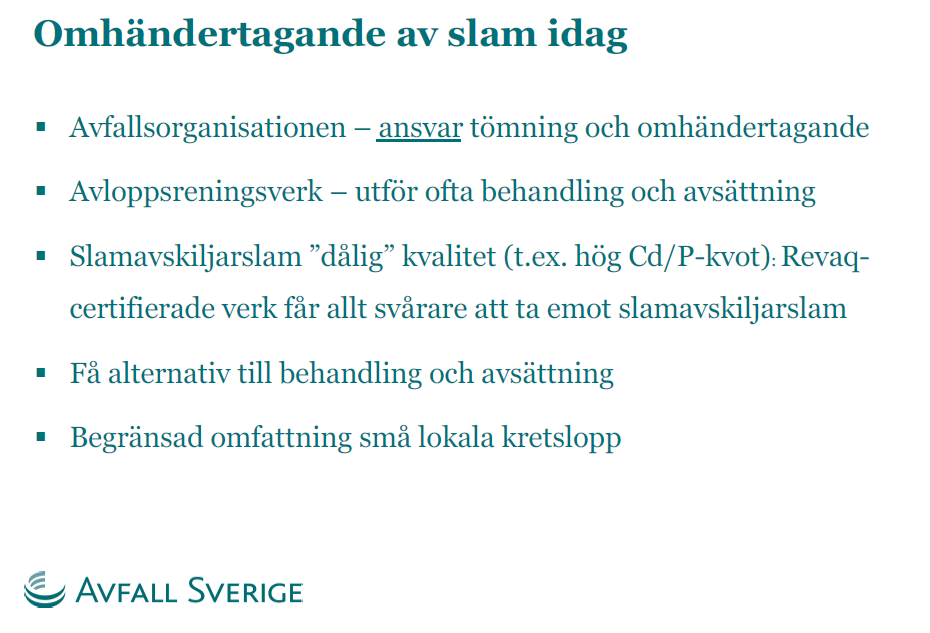 Omhändertagande av slam idag
▪ Avfallsorganisationen – ansvar tömning och omhändertagande
▪ Avloppsreningsverk – utför ofta behandling och avsättning
▪ Slamavskiljarslam ”dålig” kvalitet (t.ex. hög Cd/P-kvot): Revaq-
certifierade verk får allt svårare att ta emot slamavskiljarslam
▪ Få alternativ till behandling och avsättning
▪ Begränsad omfattning små lokala kretslopp
AVFALL SVERIGE